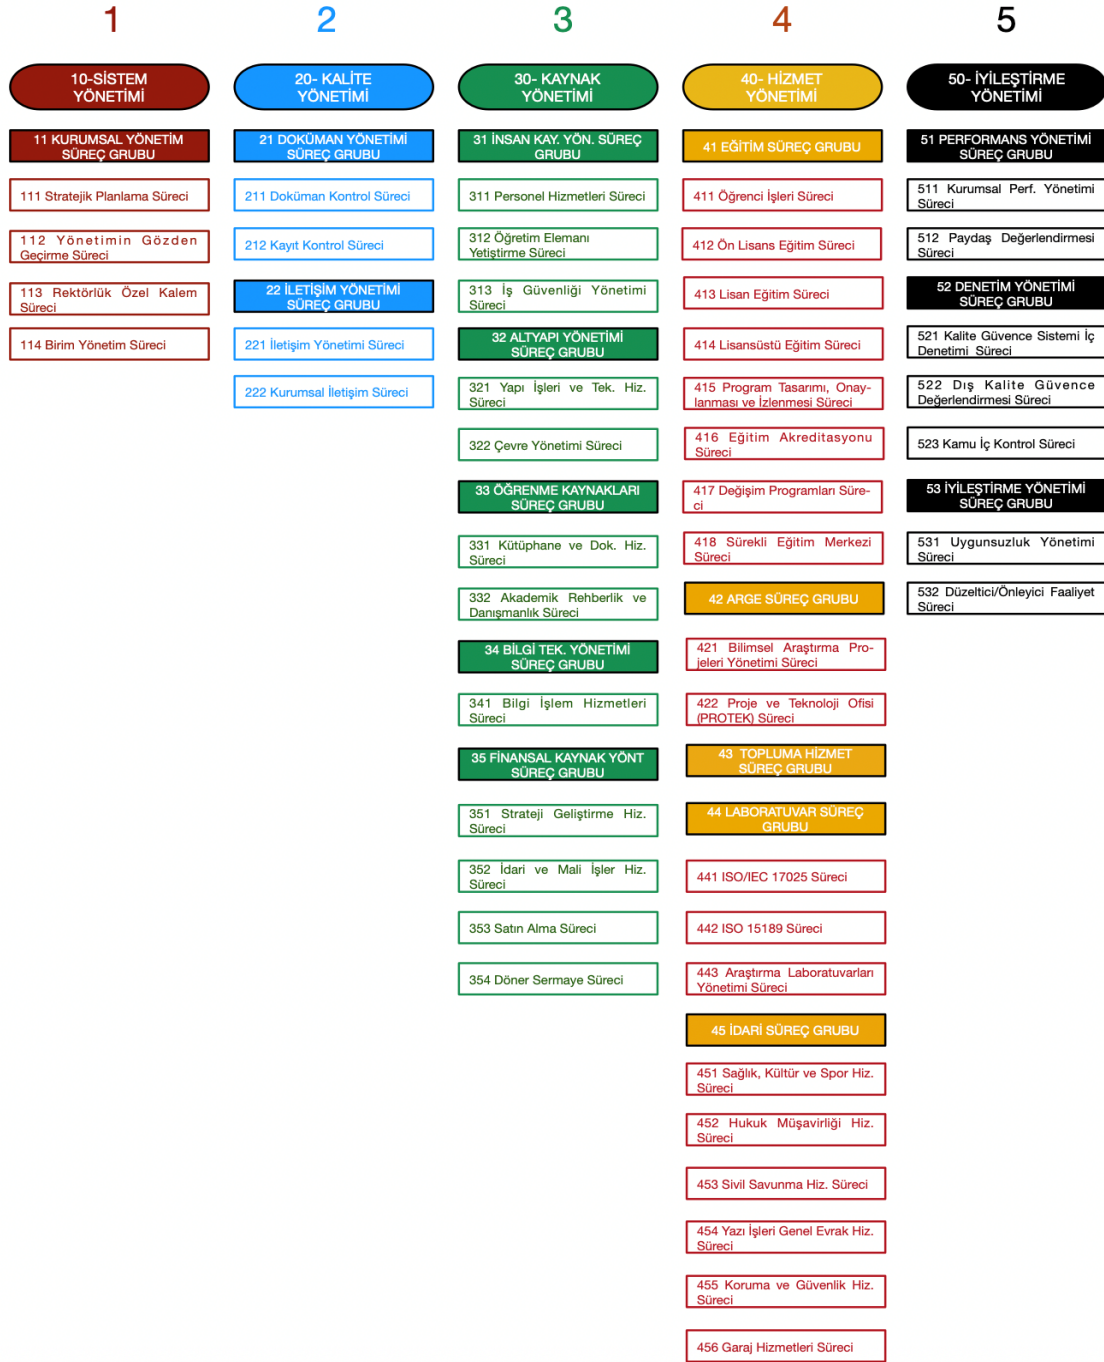 1
10-SİSTEM
YÖNETİMİ
11 KURUMSAL YÖNETİM
SÜREÇ GRUBU
111 Stratejik Planlama Süreci
112 Yönetimin Gözden
Geçirme Süreci
113 Rektörlük Özel Kalem
Süreci
114 Birim Yönetim Süreci
2
20- KALİTE
YÖNETİMİ
21 DOKÜMAN YÖNETİMİ
SÜREÇ GRUBU
211 Doküman Kontrol Süreci
212 Kayıt Kontrol Süreci
22 İLETİŞİM YÖNETİMİ
SÜREÇ GRUBU
221 İletişim Yönetimi Süreci
222 Kurumsal İletişim Süreci
3
30- KAYNAK
YÖNETİMİ
31 İNSAN KAY. YÖN. SÜREÇ
GRUBU
311 Personel Hizmetleri Süreci
312 Öğretim Elemanı
Yetiştirme Süreci
313 İş Güvenliği Yönetimi
Süreci
32 ALTYAPI YÖNETİMİ
SÜREÇ GRUBU
321 Yapı İşleri ve Tek. Hiz.
Süreci
322 Çevre Yönetimi Süreci
33 ÖĞRENME KAYNAKLARI
SÜREÇ GRUBU
331 Kütüphane ve Dok. Hiz.
Süreci
332 Akademik Rehberlik ve
Danışmanlık Süreci
34 BİLGİ TEK. YÖNETİMİ
SÜREÇ GRUBU
341 Bilgi İşlem Hizmetleri
Süreci
35 FİNANSAL KAYNAK YÖNT
SÜREÇ GRUBU
351 Strateji Geliştirme Hiz.
Süreci
352 İdari ve Mali İşler Hiz.
Süreci
353 Satın Alma Süreci
354 Döner Sermaye Süreci
4
40- HİZMET
YÖNETİMİ
41 EĞİTİM SÜREÇ GRUBU
411 Öğrenci İşleri Süreci
412 Ön Lisans Eğitim Süreci
413 Lisan Eğitim Süreci
414 Lisansüstü Eğitim Süreci
415 Program Tasarımı, Onay-
lanması ve İzlenmesi Süreci
416 Eğitim Akreditasyonu
Süreci
417 Değişim Programları Süre-
ci
418 Sürekli Eğitim Merkezi
Süreci
42 ARGE SÜREÇ GRUBU
421 Bilimsel Araştırma Pro-
jeleri Yönetimi Süreci
422 Proje ve Teknoloji Ofisi
(PROTEK) Süreci
43 TOPLUMA HİZMET
SÜREÇ GRUBU
44 LABORATUVAR SÜREÇ
GRUBU
441 ISO/IEC 17025 Süreci
442 ISO 15189 Süreci
443 Araştırma Laboratuvarları
Yönetimi Süreci
45 İDARİ SÜREÇ GRUBU
451 Sağlık, Kültür ve Spor Hiz.
Süreci
452 Hukuk Müşavirliği Hiz.
Süreci
453 Sivil Savunma Hiz. Süreci
454 Yazı İşleri Genel Evrak Hiz.
Süreci
455 Koruma ve Güvenlik Hiz.
Süreci
456 Garaj Hizmetleri Süreci
5
50- İYİLEŞTİRME
YÖNETİMİ
51 PERFORMANS YÖNETİMİ
SÜREÇ GRUBU
511 Kurumsal Perf. Yönetimi
Süreci
512 Paydaş Değerlendirmesi
Süreci
52 DENETİM YÖNETİMİ
SÜREÇ GRUBU
521 Kalite Güvence Sistemi İç
Denetimi Süreci
522 Dış Kalite Güvence
Değerlendirmesi Süreci
523 Kamu İç Kontrol Süreci
53 İYİLEŞTİRME YÖNETİMİ
SÜREÇ GRUBU
531 Uygunsuzluk Yönetimi
Süreci
532 Düzeltici/Önleyici Faaliyet
Süreci